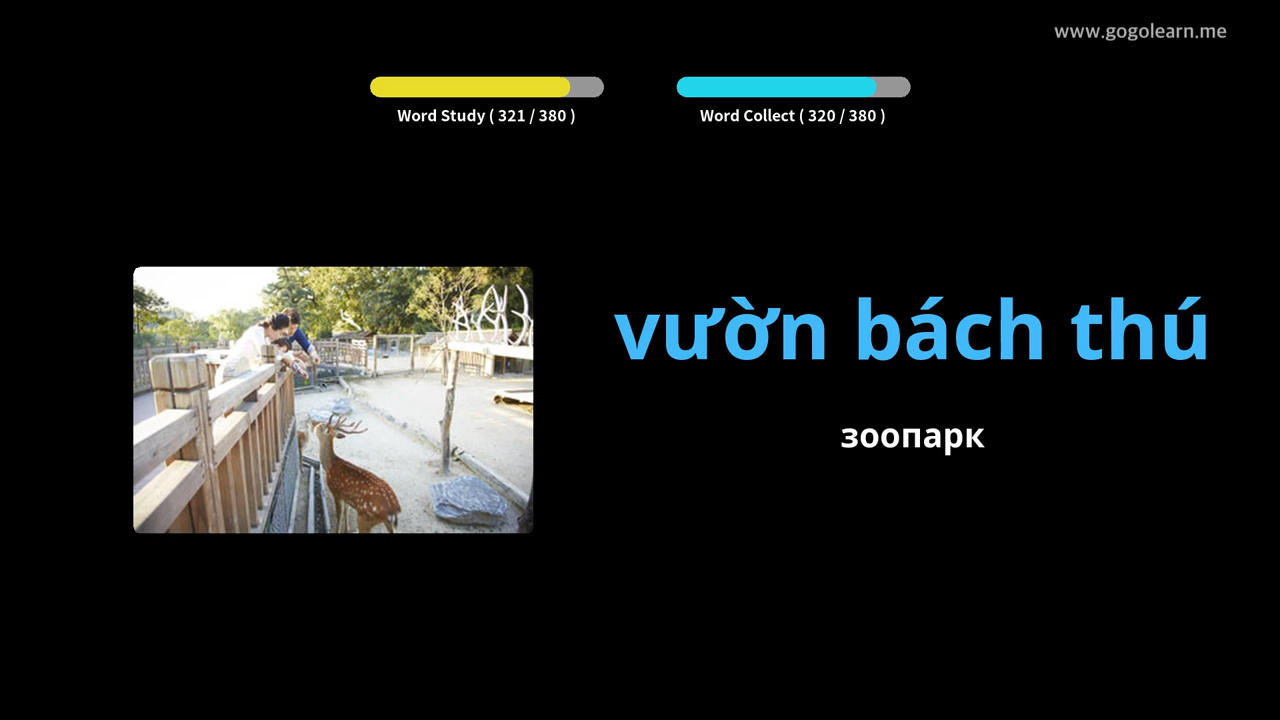 www.gogolearn.me
Word Study ( 321 / 380 )
Word Collect ( 320 / 380 )
vườn bách thú
зоопарк